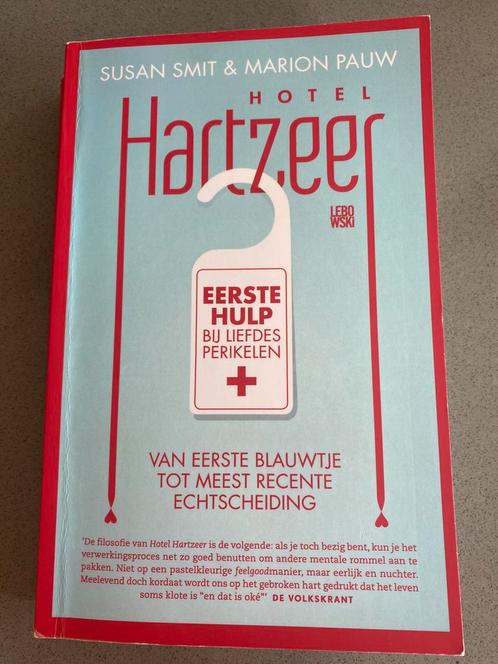 SUSAN SMIT & MARION PAUW
HOTEL
Hartzeer
LEBO
WSKI
EERSTE
HULP
BIJ LIEFDES
PERIKELEN
+
VAN EERSTE BLAUWTJE
TOT MEEST RECENTE
ECHTSCHEIDING
'De filosofie van Hotel Hartzeer is de volgende: als je toch bezig bent, kun je het
verwerkingsproces net zo goed benutten om andere mentale rommel aan te
pakken. Niet op een pastelkleurige feelgoodmanier, maar eerlijk en nuchter.
Meelevend doch kordaat wordt ons op het gebroken hart gedrukt dat het leven
soms klote is "en dat is oké"' DE VOLKSKRANT